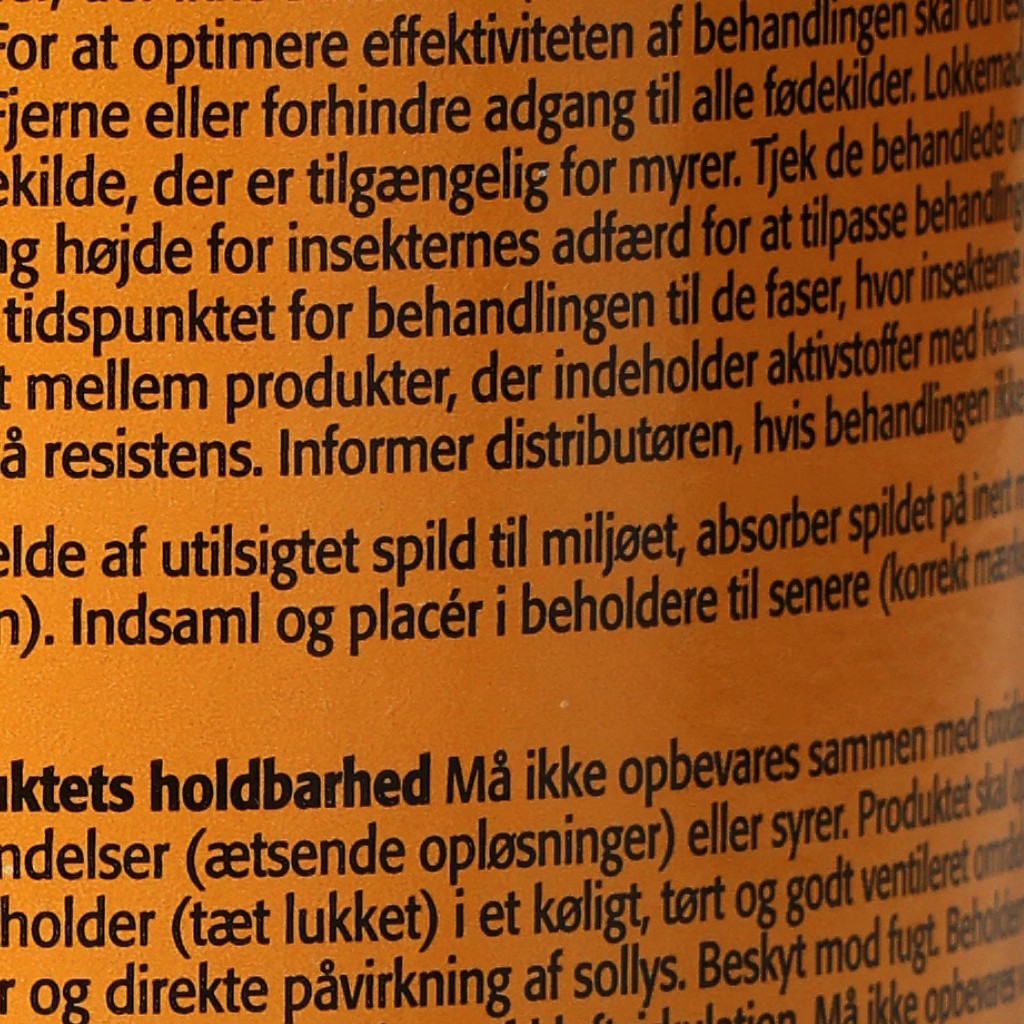 For at optimere effektiviteten af behandlingen skal du
Fjerne eller forhindre adgang til alle fødekilder.
ekilde, der er tilgængelig for myrer. Tjek de behandlede
ng højde for insekternes adfærd for at tilpasse
tidspunktet for behandlingen til de faser, hvor insekterne
t mellem produkter, der indeholder aktivstoffer med
å resistens. Informer distributøren, hvis behandlingen ikke
elde af utilsigtet spild til miljøet, absorber spildet på inert
n). Indsaml og placér i beholdere til senere (korrekt
uktets holdbarhed Må ikke opbevares sammen med
ndelser (ætsende opløsninger) eller syrer. Produktet skal
holder (tæt lukket) i et køligt, tørt og godt ventileret
r og direkte påvirkning af sollys. Beskyt mod fugt.
Må ikke opbevares